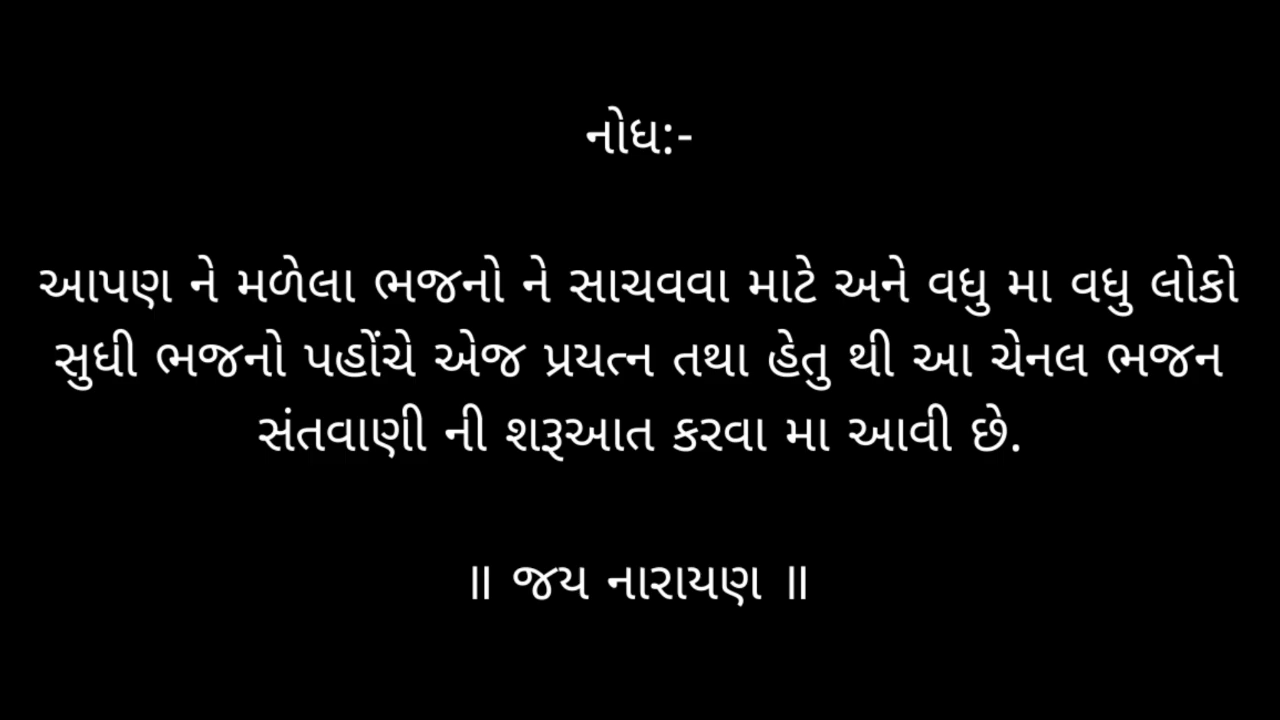 નોધ:-
આપણ ને મળેલા ભજનો ને સાચવવા માટે અને વધુ મા વધુ લોકો
સુધી ભજનો પહોંચે એજ પ્રયત્ન તથા હેતુ થી આ ચેનલ ભજન
સંતવાણી ની શરૂઆત કરવા મા આવી છે.
॥ જય નારાયણ ॥